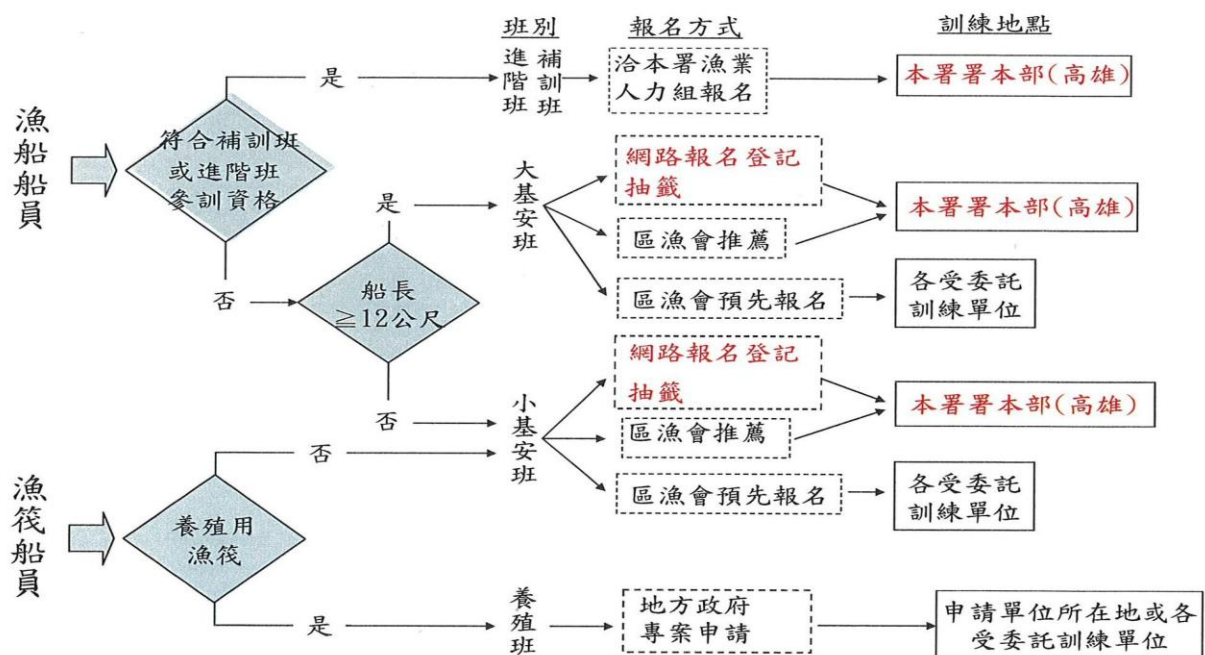 班別
報名方式
訓練地點
漁船船員
符合補訓班
或進階班
參訓資格
是
進階班
補訓班
洽本署漁業
人力組報名
本署署本部(高雄)
否
船長
≧12公尺
是
大基安班
網路報名登記
抽籤
區漁會推薦
本署署本部(高雄)
區漁會預先報名
各受委託
訓練單位
否
小基安班
網路報名登記
抽籤
區漁會推薦
本署署本部(高雄)
區漁會預先報名
各受委託
訓練單位
漁筏船員
養殖用
漁筏
否
是
養殖班
地方政府
專案申請
申請單位所在地或各
受委託訓練單位